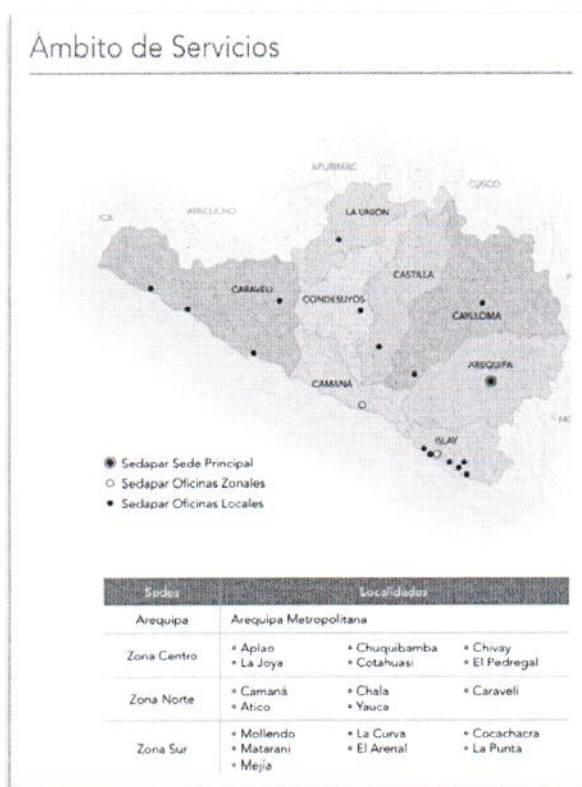 Ámbito de Servicios
APURIMAC
CUSCO
ICA
AYACUCHO
LA UNION
CASTILLA
CARAVELI
CONDESUYOS
CAYLLOMA
AREQUIPA
CAMANÁ
MO
ISLAY
Sedapar Sede Principal
Sedapar Oficinas Zonales
Sedapar Oficinas Locales
Sedes Localidades
Arequipa Arequipa Metropolitana
Zona Centro
• Aplao • Chuquibamba • Chivay
• La Joya • Cotahuasi • El Pedregal
Zona Norte
• Camaná • Chala • Caravelí
• Atico • Yauca
Zona Sur
• Mollendo • La Curva • Cocachacra
• Matarani • El Arenal • La Punta
• Mejía